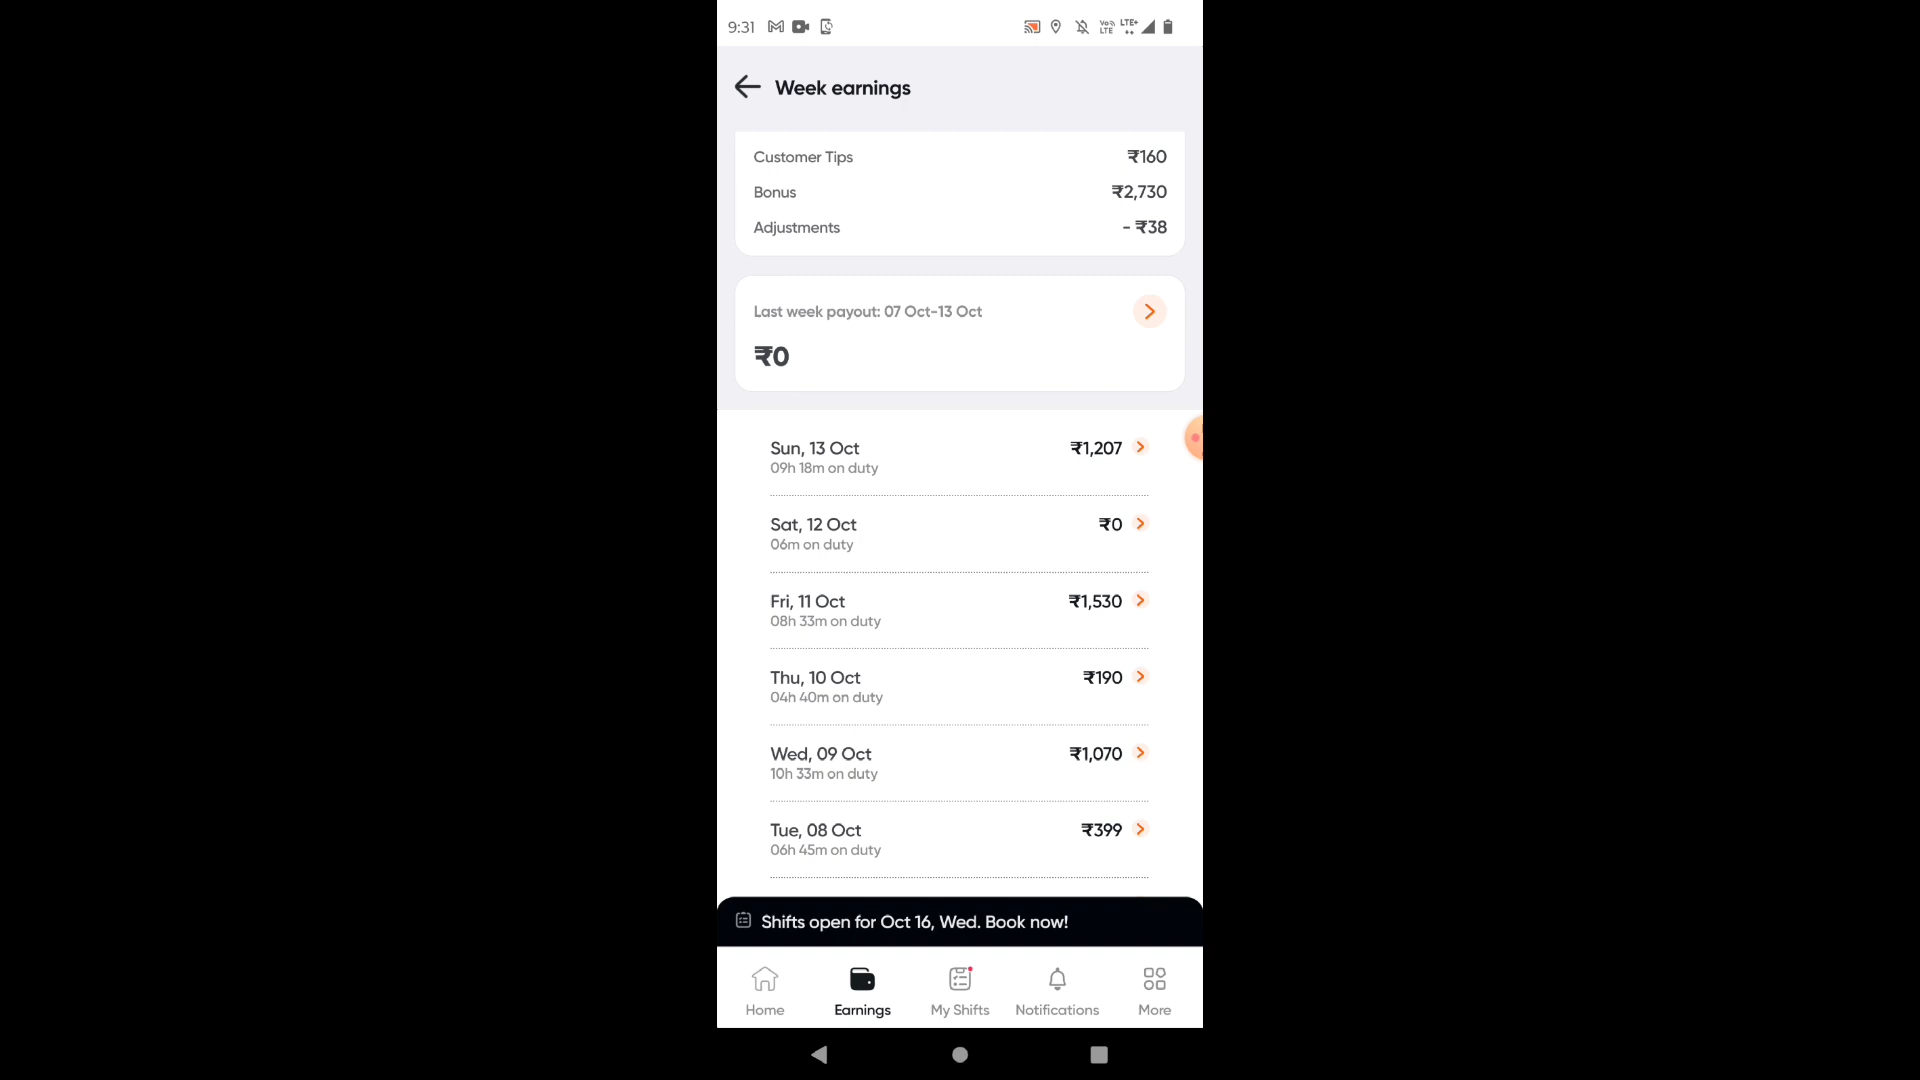 9:31
Vo LTE LTE+
Week earnings
Customer Tips ₹160
Bonus ₹2,730
Adjustments - ₹38
Last week payout: 07 Oct-13 Oct
₹0
Sun, 13 Oct ₹1,207
09h 18m on duty
Sat, 12 Oct ₹0
06m on duty
Fri, 11 Oct ₹1,530
08h 33m on duty
Thu, 10 Oct ₹190
04h 40m on duty
Wed, 09 Oct ₹1,070
10h 33m on duty
Tue, 08 Oct ₹399
06h 45m on duty
Shifts open for Oct 16, Wed. Book now!
Home Earnings My Shifts Notifications More